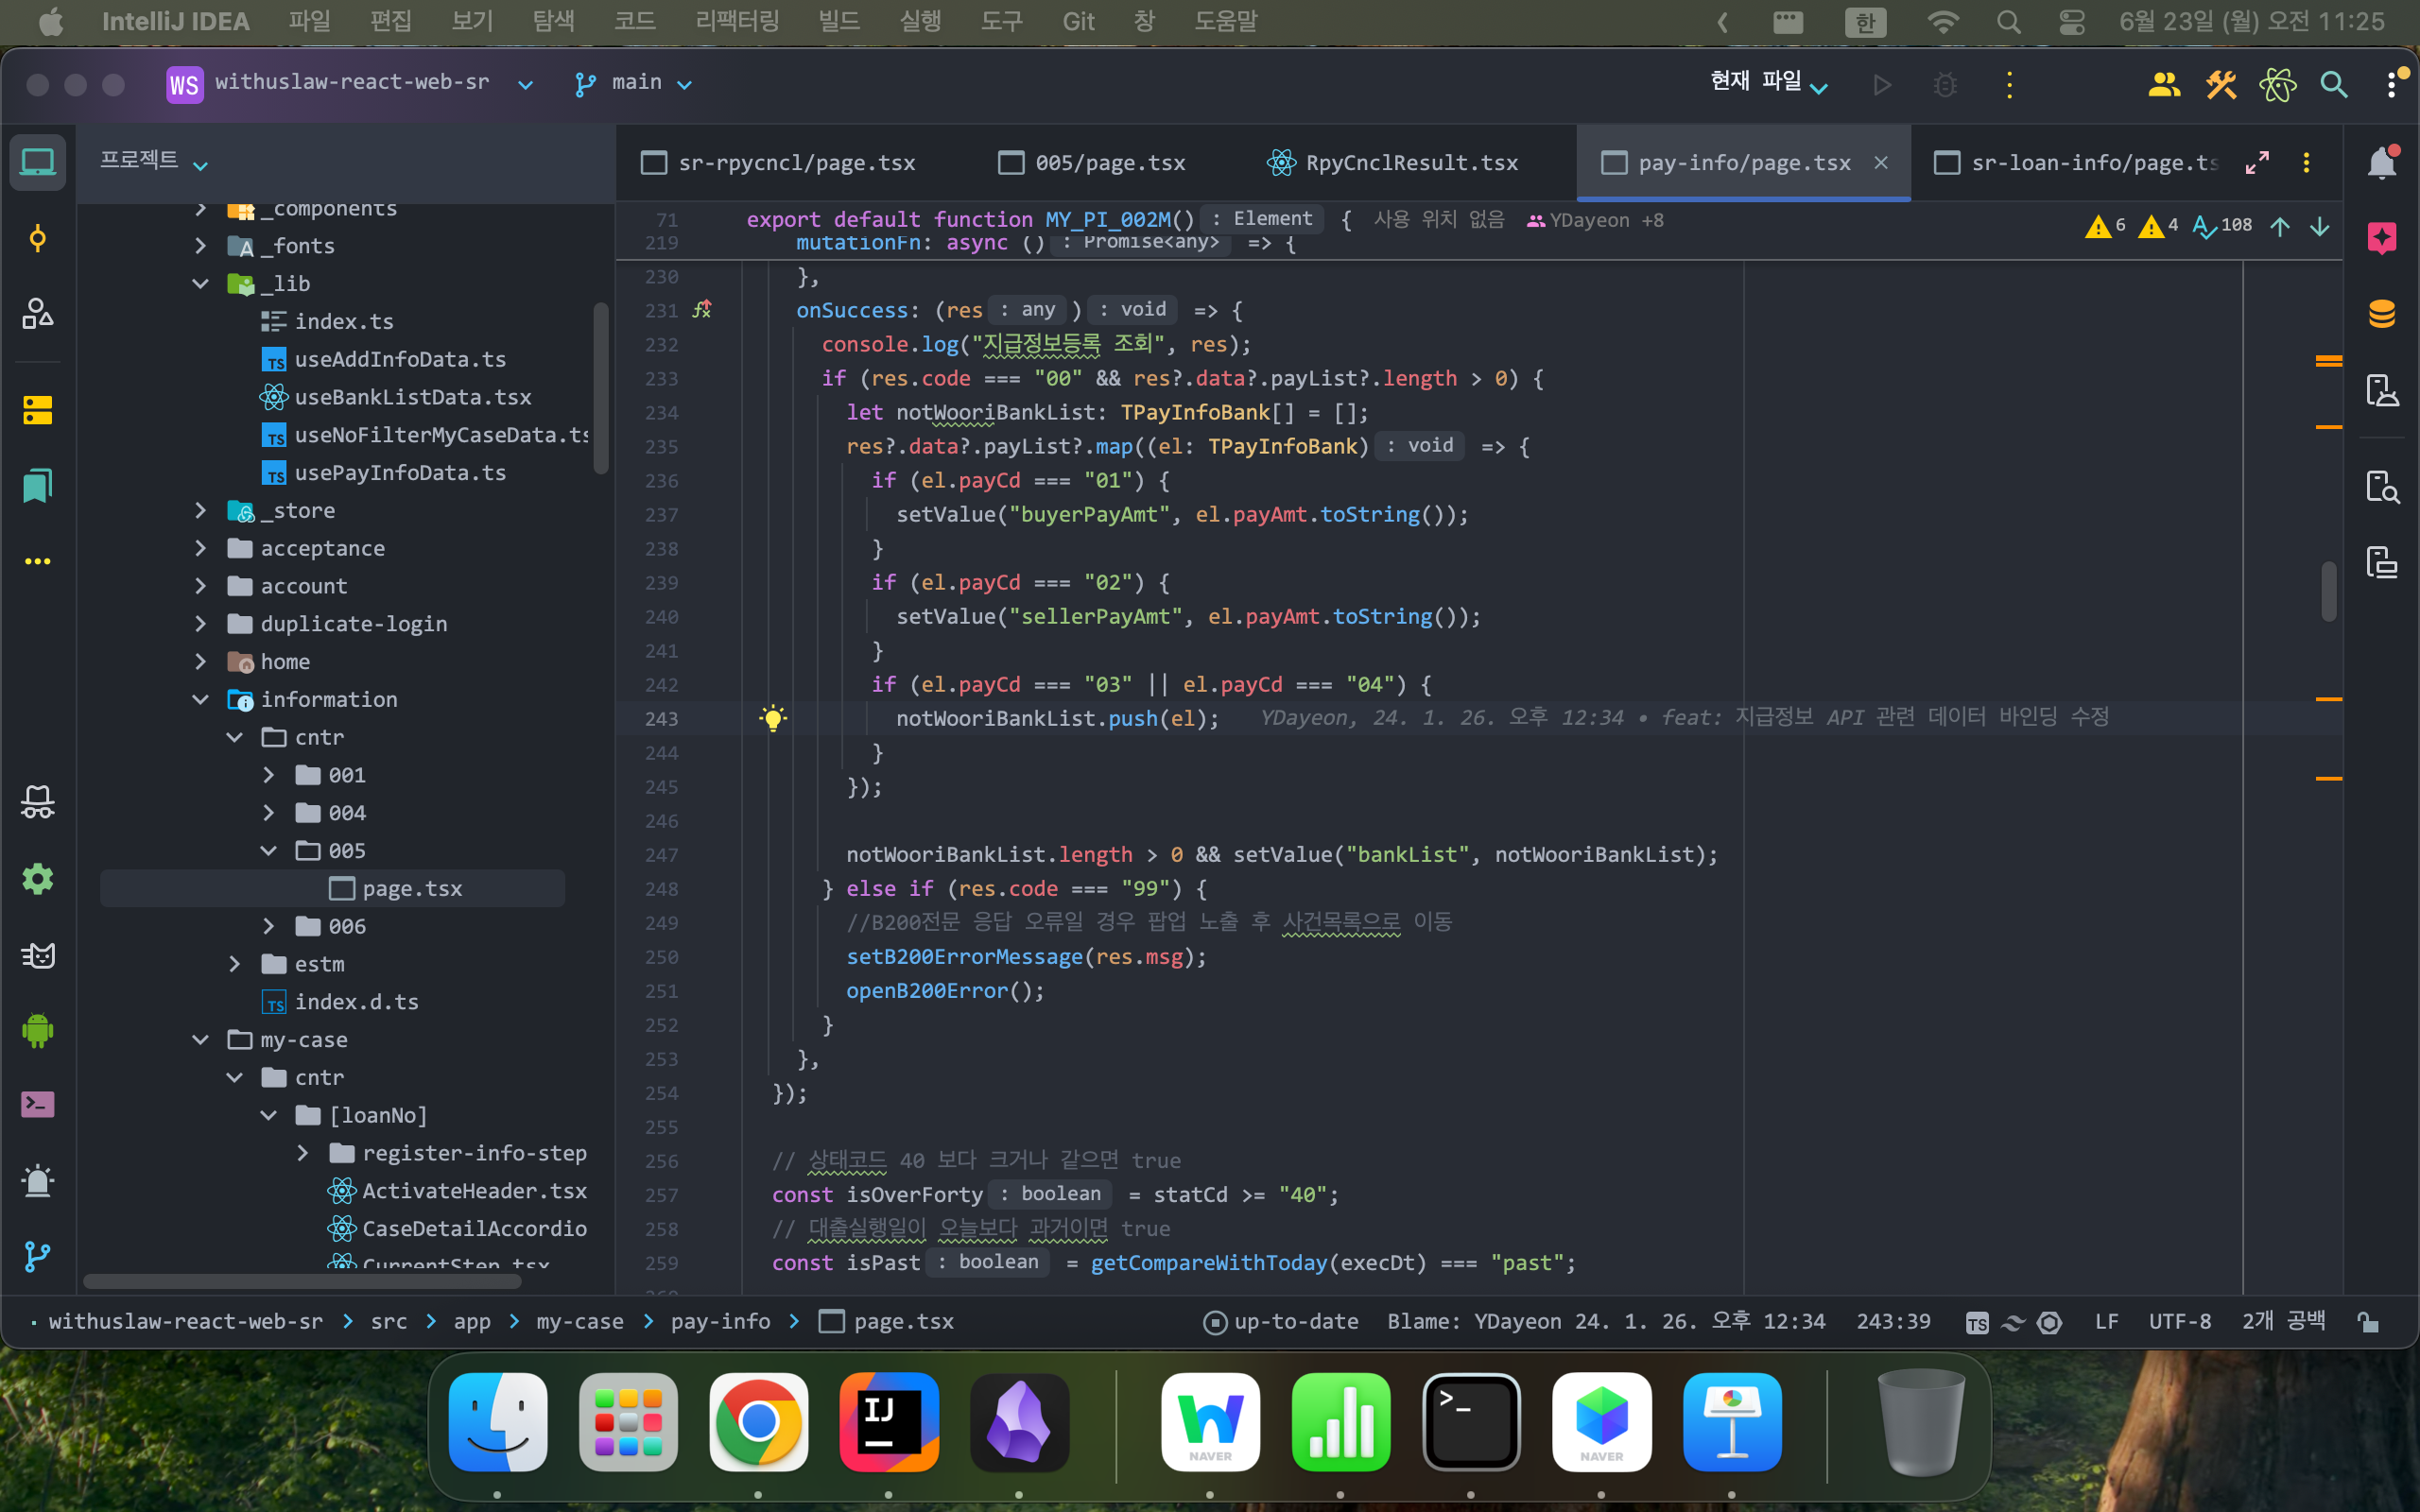 IntelliJ IDEA 파일 편집 보기 탐색 코드 리팩터링 빌드 실행 도구 Git 창 도움말 한 6월 23일 (월) 오전 11:25
WS withuslaw-react-web-sr main 현재 파일
프로젝트
sr-rpycncl/page.tsx 005/page.tsx RpyCnclResult.tsx pay-info/page.tsx sr-loan-info/page.ts
_components
_fonts
_lib
index.ts
useAddInfoData.ts
useBankListData.tsx
useNoFilterMyCaseData.ts
usePayInfoData.ts
_store
acceptance
account
duplicate-login
home
information
cntr
001
004
005
page.tsx
006
estm
index.d.ts
my-case
cntr
[loanNo]
register-info-step
ActivateHeader.tsx
CaseDetailAccordio
CurrentStep.tsx
71 export default function MY_PI_002M() : Element { 사용 위치 없음 YDayeon +8
6 4 108
219 mutationFn: async () : Promise<any> => {
230 },
231 onSuccess: (res : any ) : void => {
232 console.log("지급정보등록 조회", res);
233 if (res.code === "00" && res?.data?.payList?.length > 0) {
234 let notWooriBankList: TPayInfoBank[] = [];
235 res?.data?.payList?.map((el: TPayInfoBank) : void => {
236 if (el.payCd === "01") {
237 setValue("buyerPayAmt", el.payAmt.toString());
238 }
239 if (el.payCd === "02") {
240 setValue("sellerPayAmt", el.payAmt.toString());
241 }
242 if (el.payCd === "03" || el.payCd === "04") {
243 notWooriBankList.push(el); YDayeon, 24. 1. 26. 오후 12:34 • feat: 지급정보 API 관련 데이터 바인딩 수정
244 }
245 });
246
247 notWooriBankList.length > 0 && setValue("bankList", notWooriBankList);
248 } else if (res.code === "99") {
249 //B200전문 응답 오류일 경우 팝업 노출 후 사건목록으로 이동
250 setB200ErrorMessage(res.msg);
251 openB200Error();
252 }
253 },
254 });
255
256 // 상태코드 40 보다 크거나 같으면 true
257 const isOverForty : boolean = statCd >= "40";
258 // 대출실행일이 오늘보다 과거이면 true
259 const isPast : boolean = getCompareWithToday(execDt) === "past";
withuslaw-react-web-sr > src > app > my-case > pay-info > page.tsx
up-to-date Blame: YDayeon 24. 1. 26. 오후 12:34 243:39 TS LF UTF-8 2개 공백
IJ
NAVER
>_
NAVER